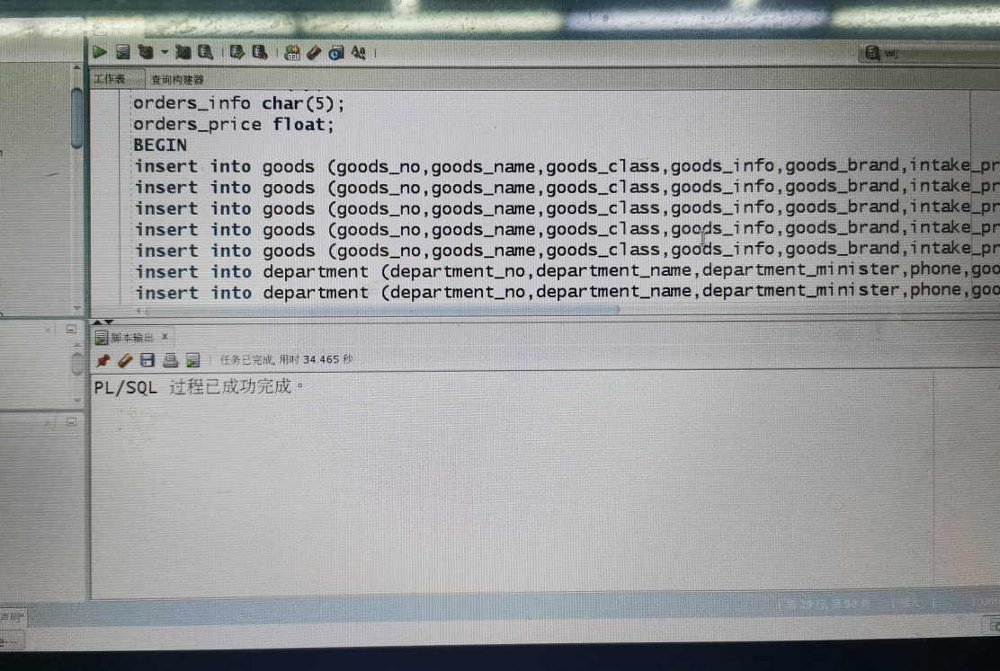 wlj
工作表 查询构建器
orders_info char(5);
orders_price float;
BEGIN
insert into goods (goods_no,goods_name,goods_class,goods_info,goods_brand,intake_pr
insert into goods (goods_no,goods_name,goods_class,goods_info,goods_brand,intake_pr
insert into goods (goods_no,goods_name,goods_class,goods_info,goods_brand,intake_pr
insert into goods (goods_no,goods_name,goods_class,goods_info,goods_brand,intake_pr
insert into goods (goods_no,goods_name,goods_class,goods_info,goods_brand,intake_pr
insert into department (department_no,department_name,department_minister,phone,goo
insert into department (department_no,department_name,department_minister,phone,goo
脚本输出 x
任务已完成, 用时 34.465 秒
PL/SQL 过程已成功完成。
声明"
e...